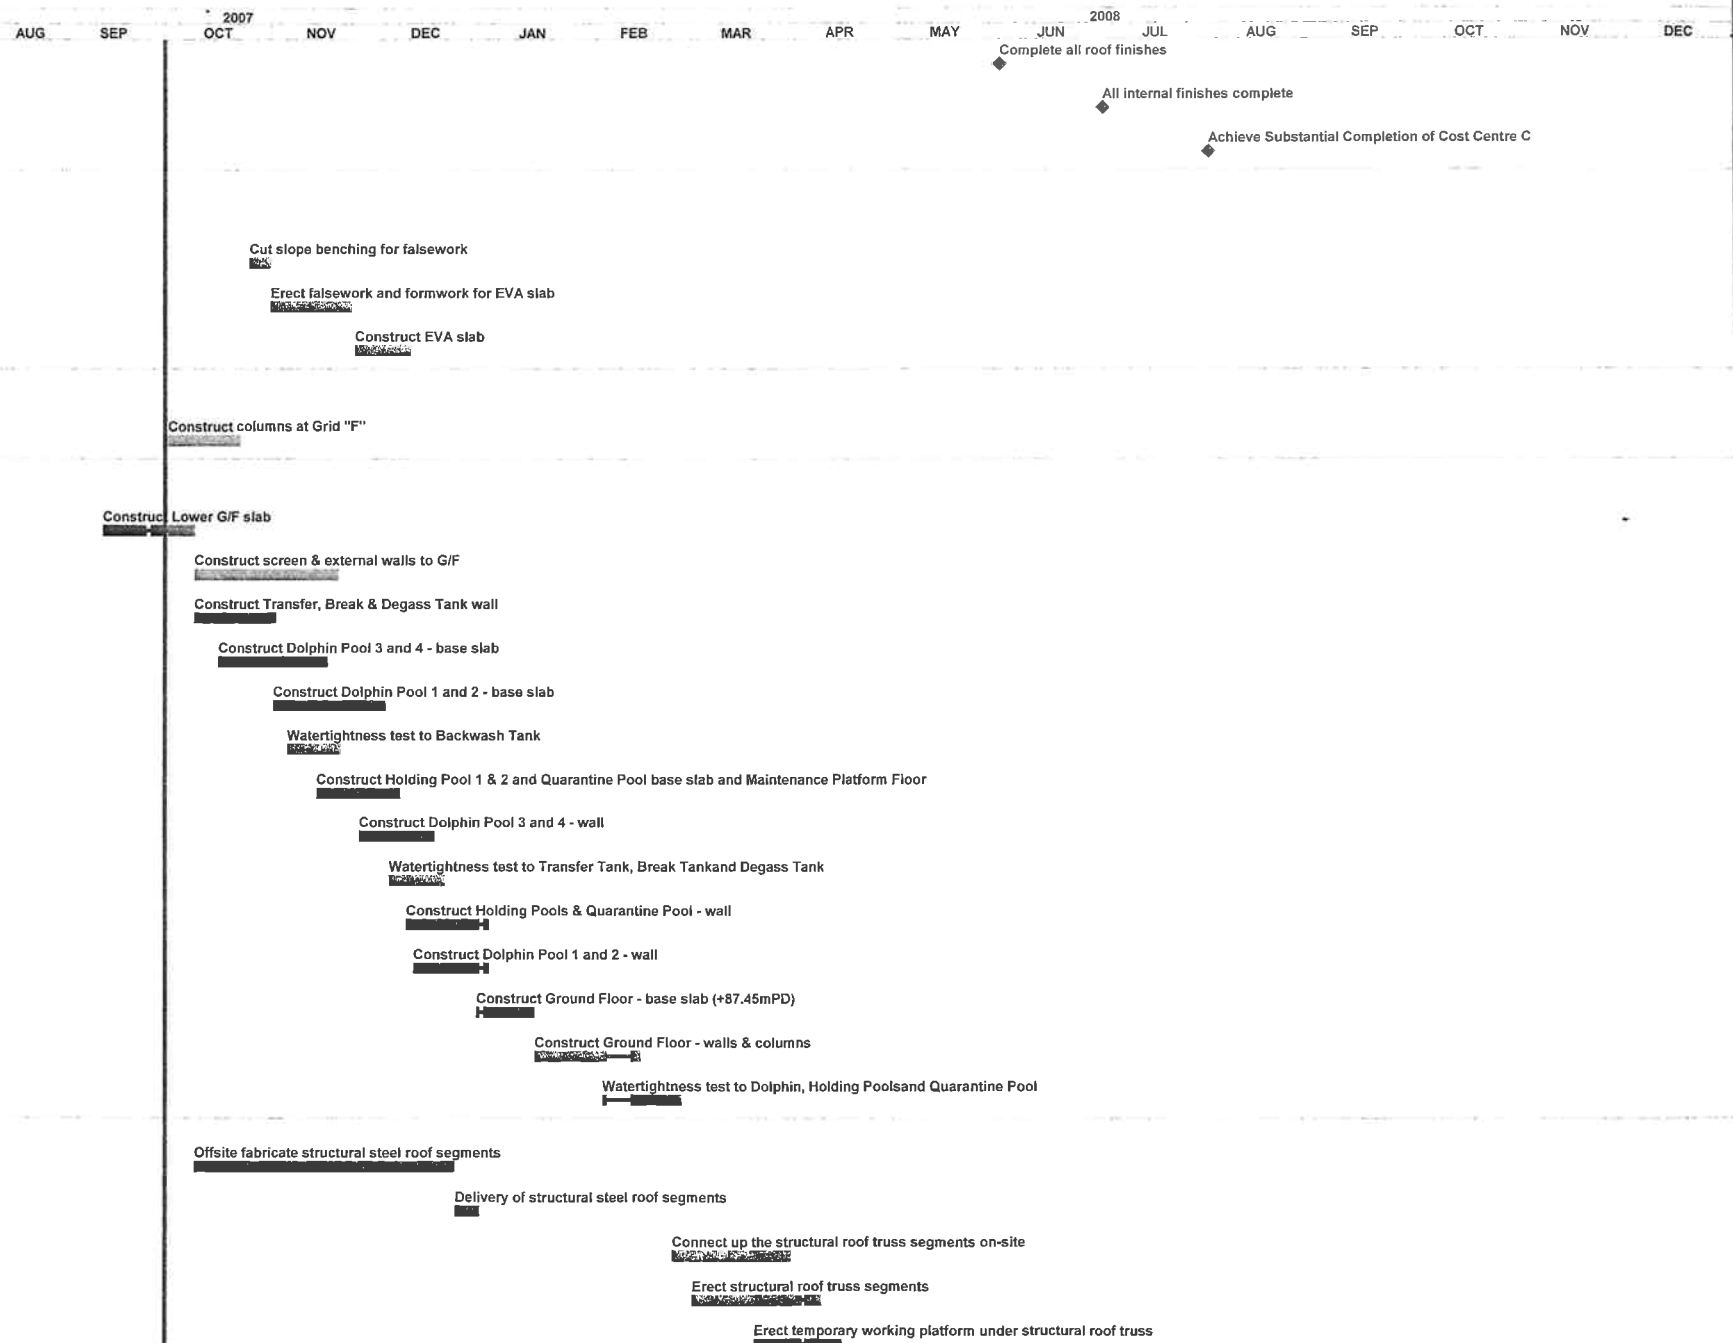 2007 2008
AUG SEP OCT NOV DEC JAN FEB MAR APR MAY JUN JUL AUG SEP OCT NOV DEC
Complete all roof finishes
All internal finishes complete
Achieve Substantial Completion of Cost Centre C
Cut slope benching for falsework
Erect falsework and formwork for EVA slab
Construct EVA slab
Construct columns at Grid "F"
Construct Lower G/F slab
Construct screen & external walls to G/F
Construct Transfer, Break & Degass Tank wall
Construct Dolphin Pool 3 and 4 - base slab
Construct Dolphin Pool 1 and 2 - base slab
Watertightness test to Backwash Tank
Construct Holding Pool 1 & 2 and Quarantine Pool base slab and Maintenance Platform Floor
Construct Dolphin Pool 3 and 4 - wall
Watertightness test to Transfer Tank, Break Tankand Degass Tank
Construct Holding Pools & Quarantine Pool - wall
Construct Dolphin Pool 1 and 2 - wall
Construct Ground Floor - base slab (+87.45mPD)
Construct Ground Floor - walls & columns
Watertightness test to Dolphin, Holding Poolsand Quarantine Pool
Offsite fabricate structural steel roof segments
Delivery of structural steel roof segments
Connect up the structural roof truss segments on-site
Erect structural roof truss segments
Erect temporary working platform under structural roof truss